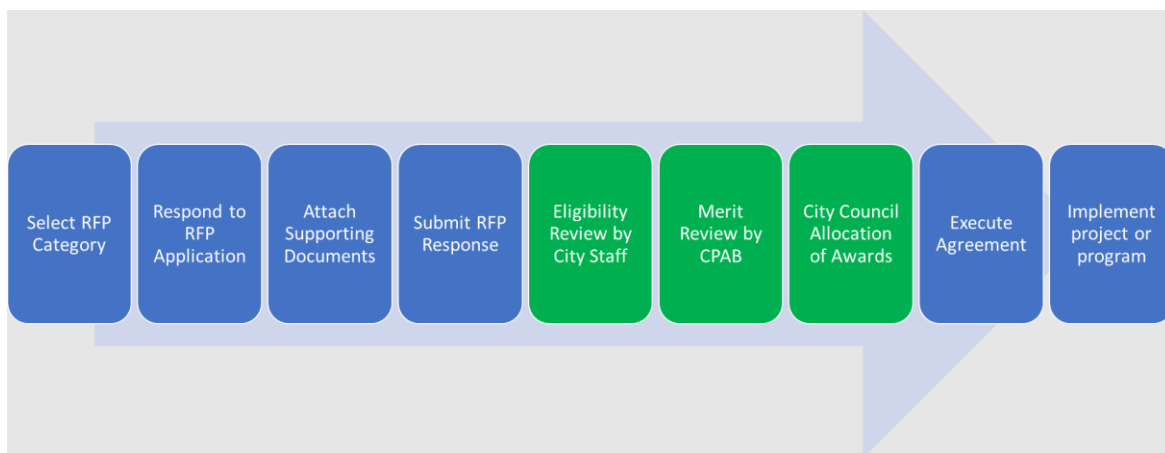 Select RFP
Category
Respond to
RFP
Application
Attach
Supporting
Documents
Submit RFP
Response
Eligibility
Review by
City Staff
Merit
Review by
CPAB
City Council
Allocation
of Awards
Execute
Agreement
Implement
project or
program